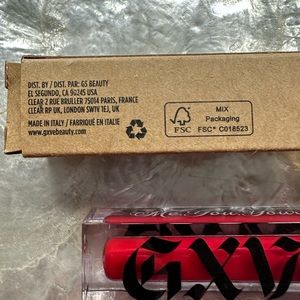 DIST. BY / DIST. PAR: GS BEAUTY
EL SEGUNDO, CA 90245 USA
CLEAR 2 RUE BRULLER 75014 PARIS, FRANCE
CLEAR RP UK, LONDON SW1V 1EJ, UK
MADE IN ITALY / FABRIQUÉ EN ITALIE
www.gxvebeauty.com
FSC
MIX
Packaging
FSC® C018523
GXV